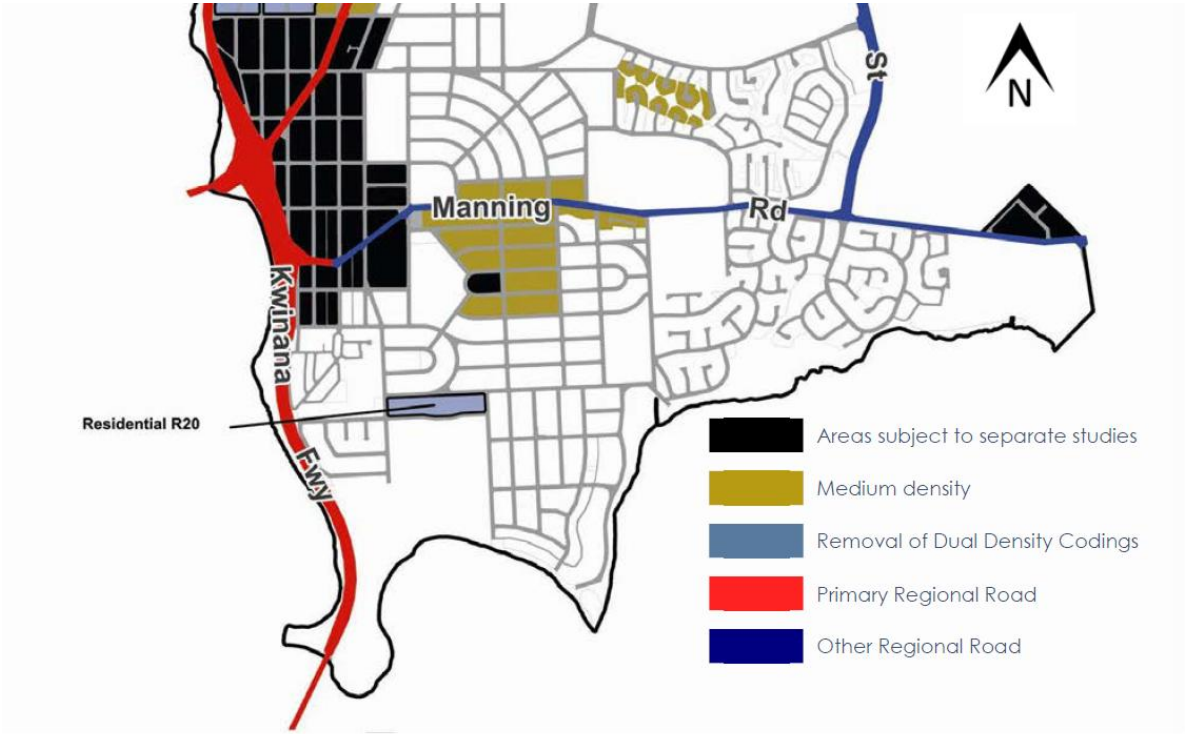 N
St
Manning Rd
Kwinana Fwy
Residential R20
Areas subject to separate studies
Medium density
Removal of Dual Density Codings
Primary Regional Road
Other Regional Road